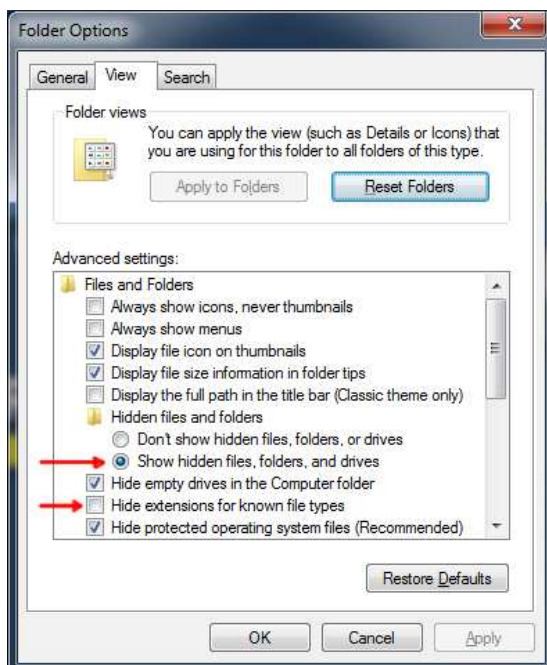 Folder Options
General View Search
Folder views
You can apply the view (such as Details or Icons) that
you are using for this folder to all folders of this type.
Apply to Folders Reset Folders
Advanced settings:
Files and Folders
Always show icons, never thumbnails
Always show menus
Display file icon on thumbnails
Display file size information in folder tips
Display the full path in the title bar (Classic theme only)
Hidden files and folders
Don't show hidden files, folders, or drives
Show hidden files, folders, and drives
Hide empty drives in the Computer folder
Hide extensions for known file types
Hide protected operating system files (Recommended)
Restore Defaults
OK Cancel Apply